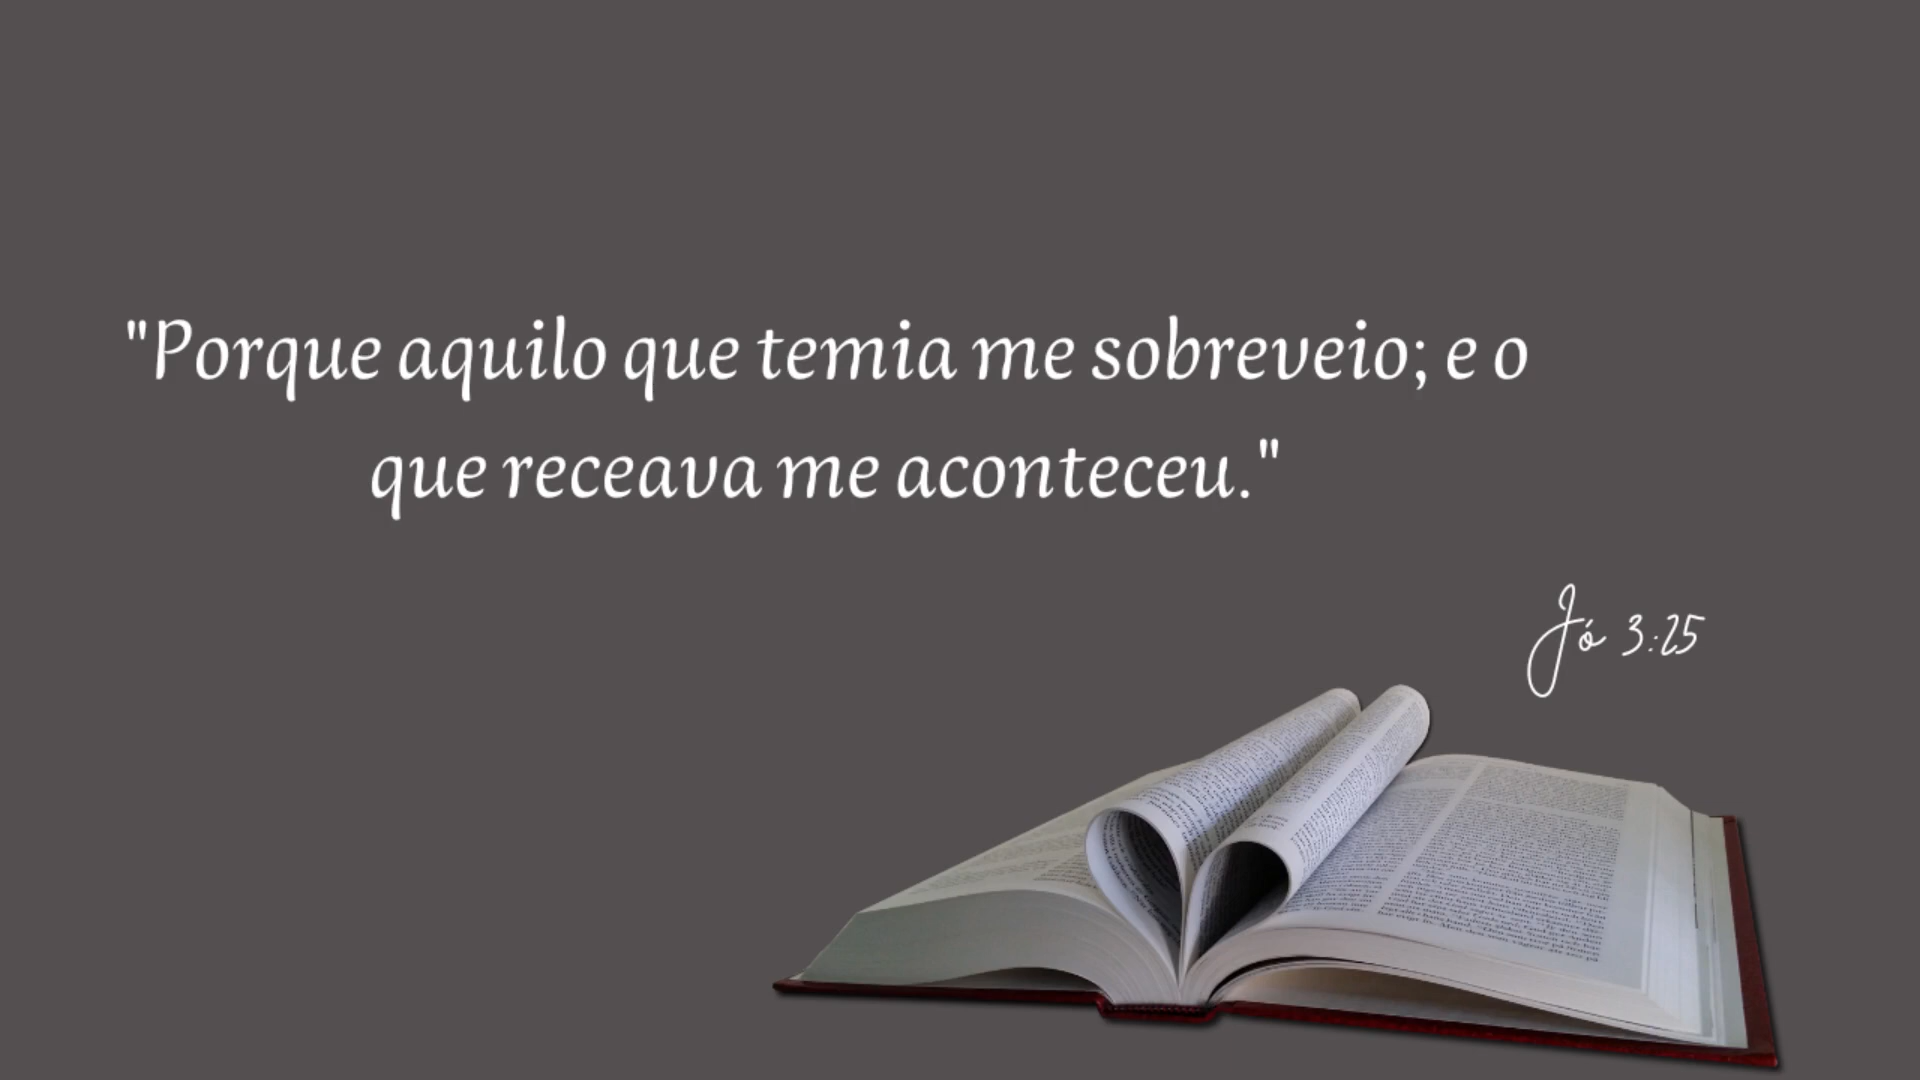 "Porque aquilo que temia me sobreveio; e o
que receava me aconteceu."
Jó 3:25